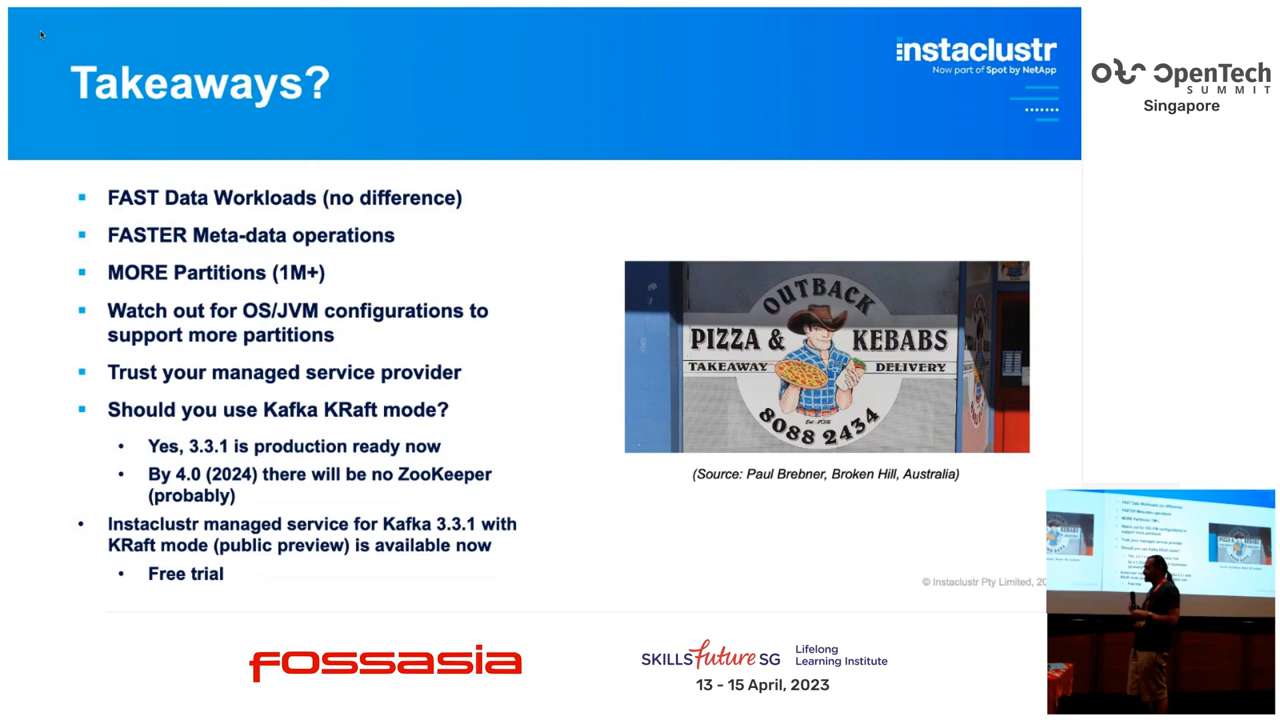 Takeaways?
instaclustr
Now part of Spot by NetApp
OpenTech
SUMMIT
Singapore
FAST Data Workloads (no difference)
FASTER Meta-data operations
MORE Partitions (1M+)
Watch out for OS/JVM configurations to
support more partitions
Trust your managed service provider
Should you use Kafka KRaft mode?
Yes, 3.3.1 is production ready now
By 4.0 (2024) there will be no ZooKeeper
(probably)
Instaclustr managed service for Kafka 3.3.1 with
KRaft mode (public preview) is available now
Free trial
OUTBACK
PIZZA & KEBABS
TAKEAWAY DELIVERY
Est-2015
8088 2434
(Source: Paul Brebner, Broken Hill, Australia)
© Instaclustr Pty Limited, 20
FOSSASIA
SKILLS future SG
Lifelong
Learning Institute
13 - 15 April, 2023